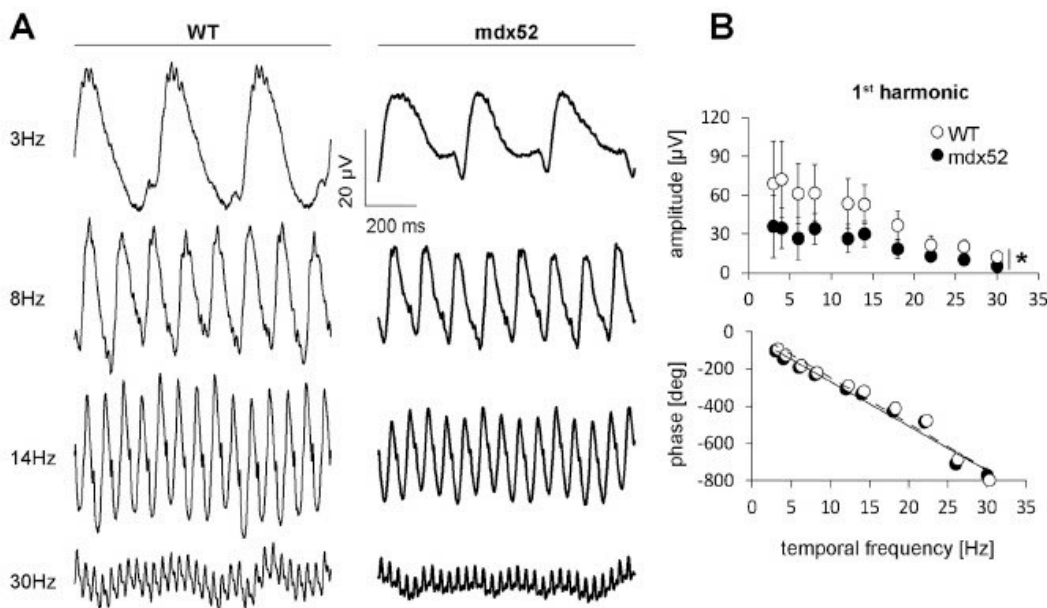 A
WT
mdx52
3Hz
20 µV
200 ms
8Hz
14Hz
30Hz
B
1st harmonic
WT
mdx52
amplitude [µV]
120
90
60
30
0
*
0 5 10 15 20 25 30 35
phase [deg]
0
-200
-400
-600
-800
0 5 10 15 20 25 30 35
temporal frequency [Hz]